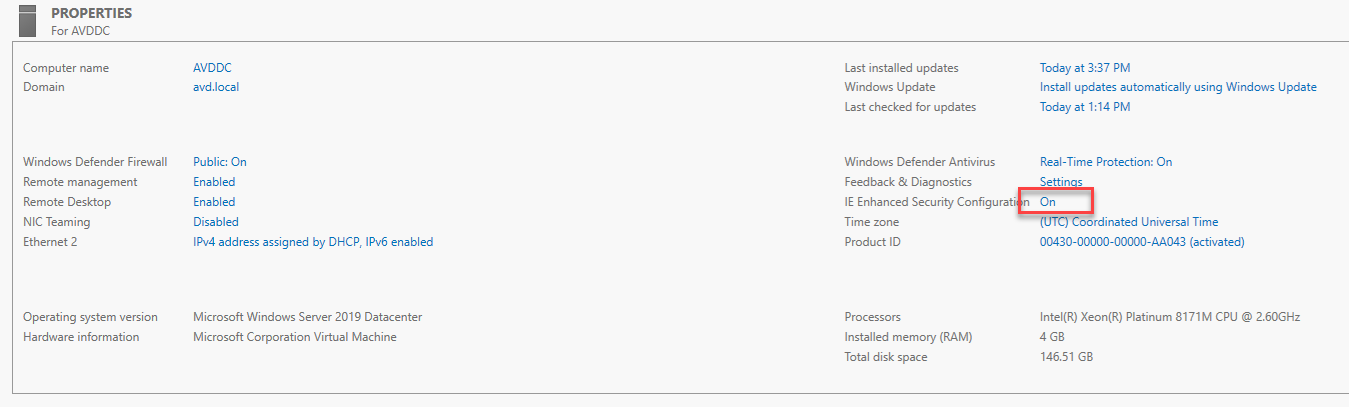 PROPERTIES
For AVDDC
Computer name AVDDC
Domain avd.local
Last installed updates Today at 3:37 PM
Windows Update Install updates automatically using Windows Update
Last checked for updates Today at 1:14 PM
Windows Defender Firewall Public: On
Remote management Enabled
Remote Desktop Enabled
NIC Teaming Disabled
Ethernet 2 IPv4 address assigned by DHCP, IPv6 enabled
Windows Defender Antivirus Real-Time Protection: On
Feedback & Diagnostics Settings
IE Enhanced Security Configuration On
Time zone (UTC) Coordinated Universal Time
Product ID 00430-00000-00000-AA043 (activated)
Operating system version Microsoft Windows Server 2019 Datacenter
Hardware information Microsoft Corporation Virtual Machine
Processors Intel(R) Xeon(R) Platinum 8171M CPU @ 2.60GHz
Installed memory (RAM) 4 GB
Total disk space 146.51 GB